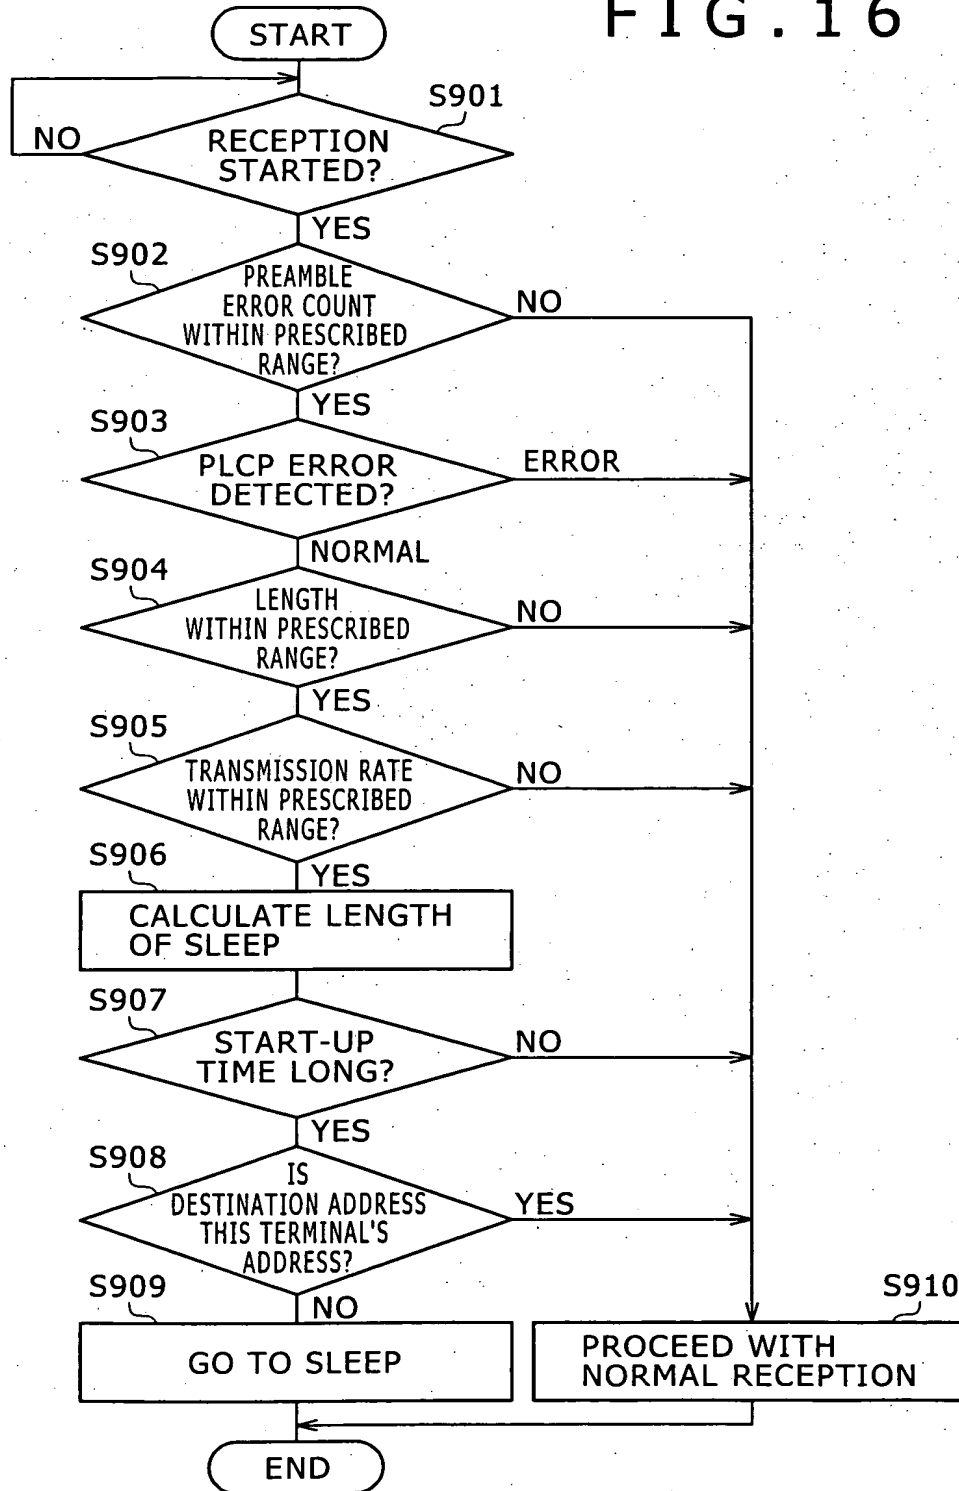 FIG.16
START
S901
NO
RECEPTION
STARTED?
YES
S902
PREAMBLE
ERROR COUNT
WITHIN PRESCRIBED
RANGE?
NO
YES
S903
PLCP ERROR
DETECTED?
ERROR
NORMAL
S904
LENGTH
WITHIN PRESCRIBED
RANGE?
NO
YES
S905
TRANSMISSION RATE
WITHIN PRESCRIBED
RANGE?
NO
YES
S906
CALCULATE LENGTH
OF SLEEP
S907
START-UP
TIME LONG?
NO
YES
S908
IS
DESTINATION ADDRESS
THIS TERMINAL'S
ADDRESS?
YES
NO
S909
GO TO SLEEP
S910
PROCEED WITH
NORMAL RECEPTION
END